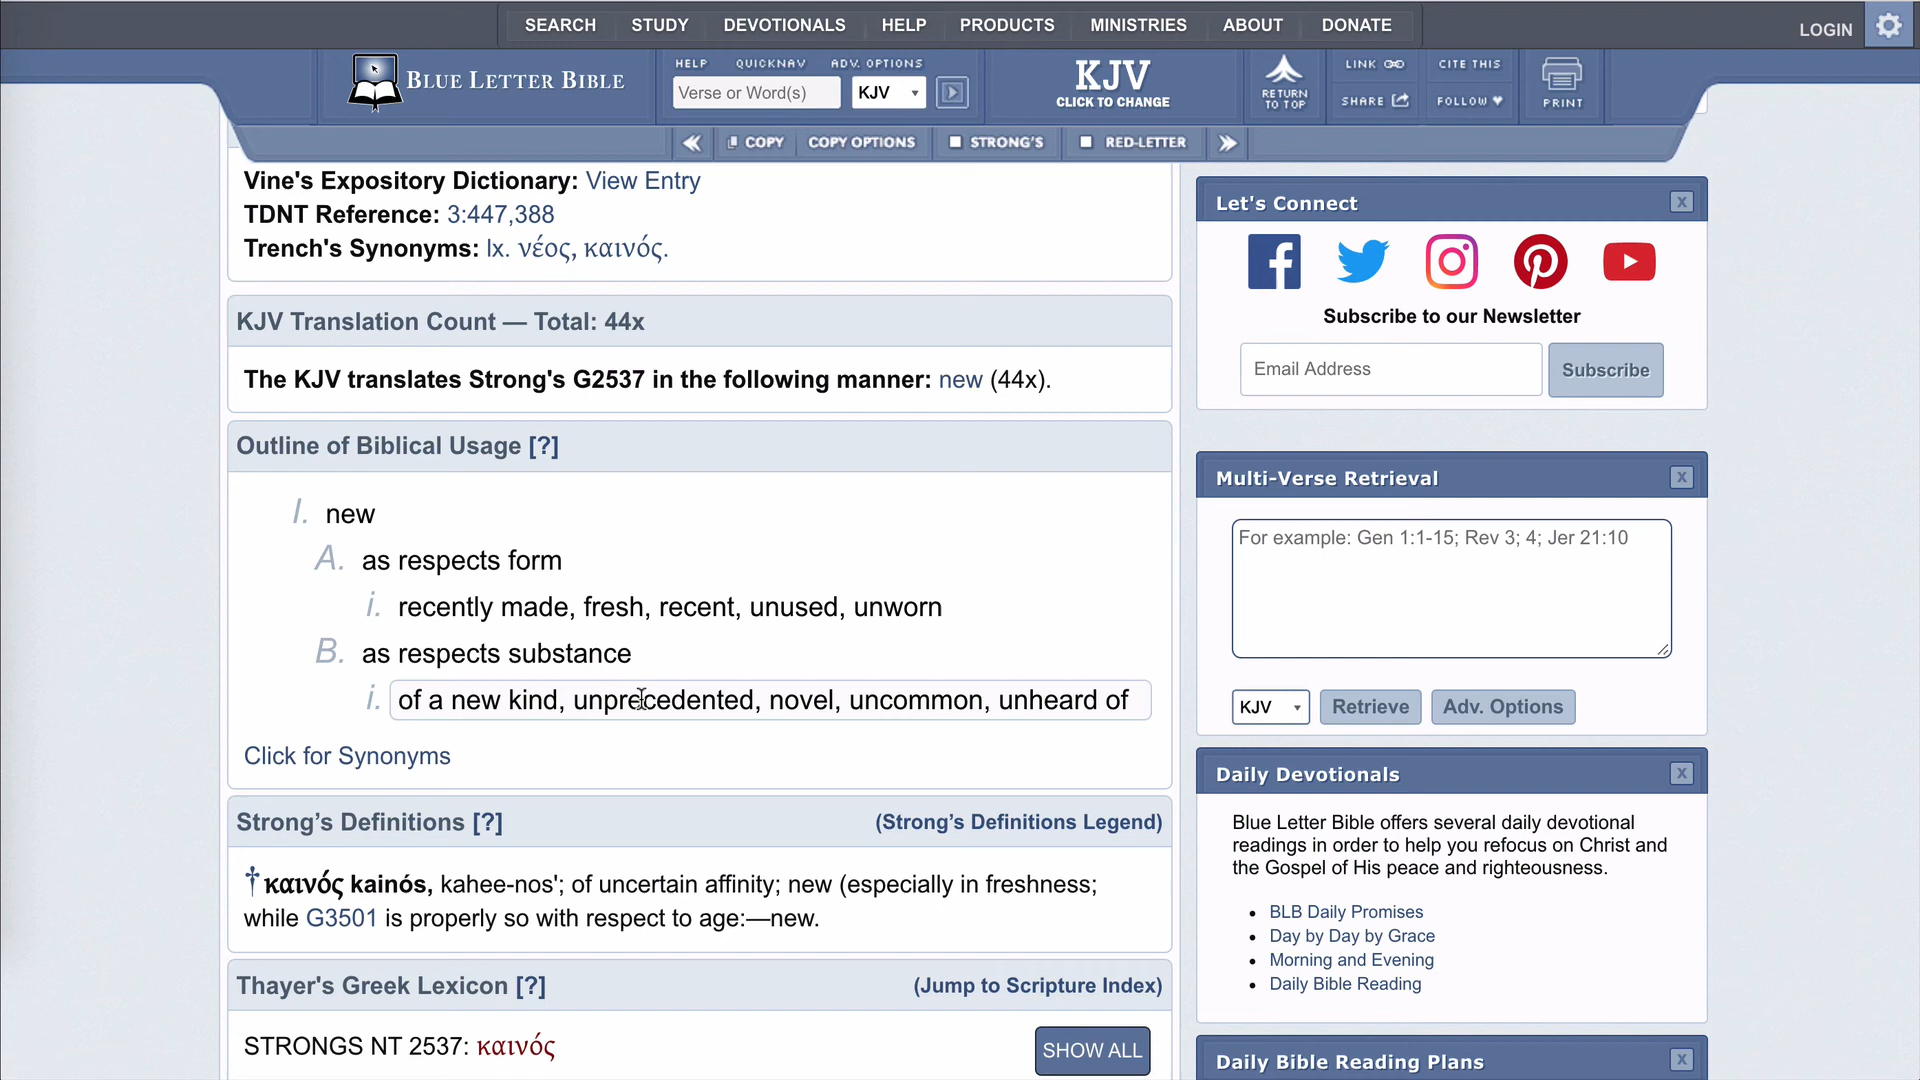 SEARCH STUDY DEVOTIONALS HELP PRODUCTS MINISTRIES ABOUT DONATE
LOGIN
BLUE LETTER BIBLE
HELP QUICKNAV ADV. OPTIONS
Verse or Word(s) KJV
KJV
CLICK TO CHANGE
RETURN
TO TOP
LINK
SHARE
CITE THIS
FOLLOW
PRINT
COPY COPY OPTIONS STRONG'S RED-LETTER
Vine's Expository Dictionary: View Entry
TDNT Reference: 3:447,388
Trench's Synonyms: lx. νέος, καινός.
KJV Translation Count — Total: 44x
The KJV translates Strong's G2537 in the following manner: new (44x).
Outline of Biblical Usage [?]
I. new
A. as respects form
i. recently made, fresh, recent, unused, unworn
B. as respects substance
i. of a new kind, unprecedented, novel, uncommon, unheard of
Click for Synonyms
Strong’s Definitions [?] (Strong’s Definitions Legend)
†καινός kainós, kahee-nos'; of uncertain affinity; new (especially in freshness;
while G3501 is properly so with respect to age:—new.
Thayer's Greek Lexicon [?] (Jump to Scripture Index)
STRONGS NT 2537: καινός
SHOW ALL
Let's Connect X
Subscribe to our Newsletter
Email Address Subscribe
Multi-Verse Retrieval X
For example: Gen 1:1-15; Rev 3; 4; Jer 21:10
KJV Retrieve Adv. Options
Daily Devotionals X
Blue Letter Bible offers several daily devotional
readings in order to help you refocus on Christ and
the Gospel of His peace and righteousness.
• BLB Daily Promises
• Day by Day by Grace
• Morning and Evening
• Daily Bible Reading
Daily Bible Reading Plans X